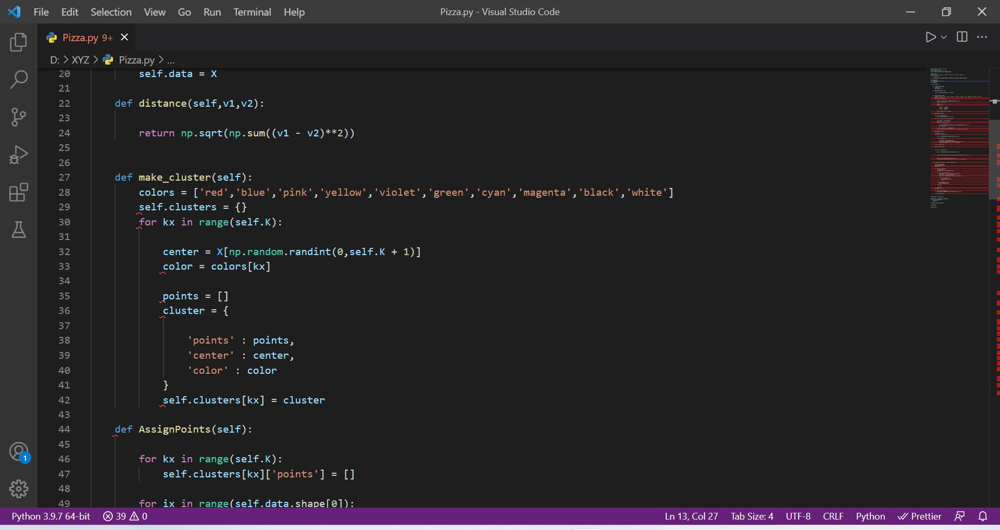 File Edit Selection View Go Run Terminal Help Pizza.py - Visual Studio Code
Pizza.py 9+
D: > XYZ > Pizza.py > ...
20 self.data = X
21
22 def distance(self,v1,v2):
23
24 return np.sqrt(np.sum((v1 - v2)**2))
25
26
27 def make_cluster(self):
28 colors = ['red','blue','pink','yellow','violet','green','cyan','magenta','black','white']
29 self.clusters = {}
30 for kx in range(self.K):
31
32 center = X[np.random.randint(0,self.K + 1)]
33 color = colors[kx]
34
35 points = []
36 cluster = {
37
38 'points' : points,
39 'center' : center,
40 'color' : color
41 }
42 self.clusters[kx] = cluster
43
44 def AssignPoints(self):
45
46 for kx in range(self.K):
47 self.clusters[kx]['points'] = []
48
49 for ix in range(self.data.shape[0]):
1
Python 3.9.7 64-bit 39 0 Ln 13, Col 27 Tab Size: 4 UTF-8 CRLF Python Prettier